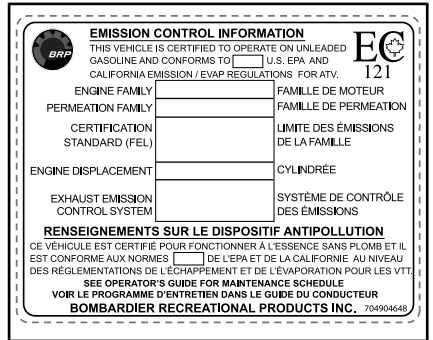 EMISSION CONTROL INFORMATION
THIS VEHICLE IS CERTIFIED TO OPERATE ON UNLEADED
GASOLINE AND CONFORMS TO U.S. EPA AND
CALIFORNIA EMISSION / EVAP REGULATIONS FOR ATV.
BRP
EC
121
ENGINE FAMILY FAMILLE DE MOTEUR
PERMEATION FAMILY FAMILLE DE PERMEATION
CERTIFICATION LIMITE DES ÉMISSIONS
STANDARD (FEL) DE LA FAMILLE
ENGINE DISPLACEMENT CYLINDRÉE
EXHAUST EMISSION SYSTÈME DE CONTRÔLE
CONTROL SYSTEM DES ÉMISSIONS
RENSEIGNEMENTS SUR LE DISPOSITIF ANTIPOLLUTION
CE VÉHICULE EST CERTIFIÉ POUR FONCTIONNER À L'ESSENCE SANS PLOMB ET IL
EST CONFORME AUX NORMES DE L'EPA ET DE LA CALIFORNIE AU NIVEAU
DES RÉGLEMENTATIONS DE L'ÉCHAPPEMENT ET DE L'ÉVAPORATION POUR LES VTT.
SEE OPERATOR'S GUIDE FOR MAINTENANCE SCHEDULE
VOIR LE PROGRAMME D'ENTRETIEN DANS LE GUIDE DU CONDUCTEUR
BOMBARDIER RECREATIONAL PRODUCTS INC. 704904648